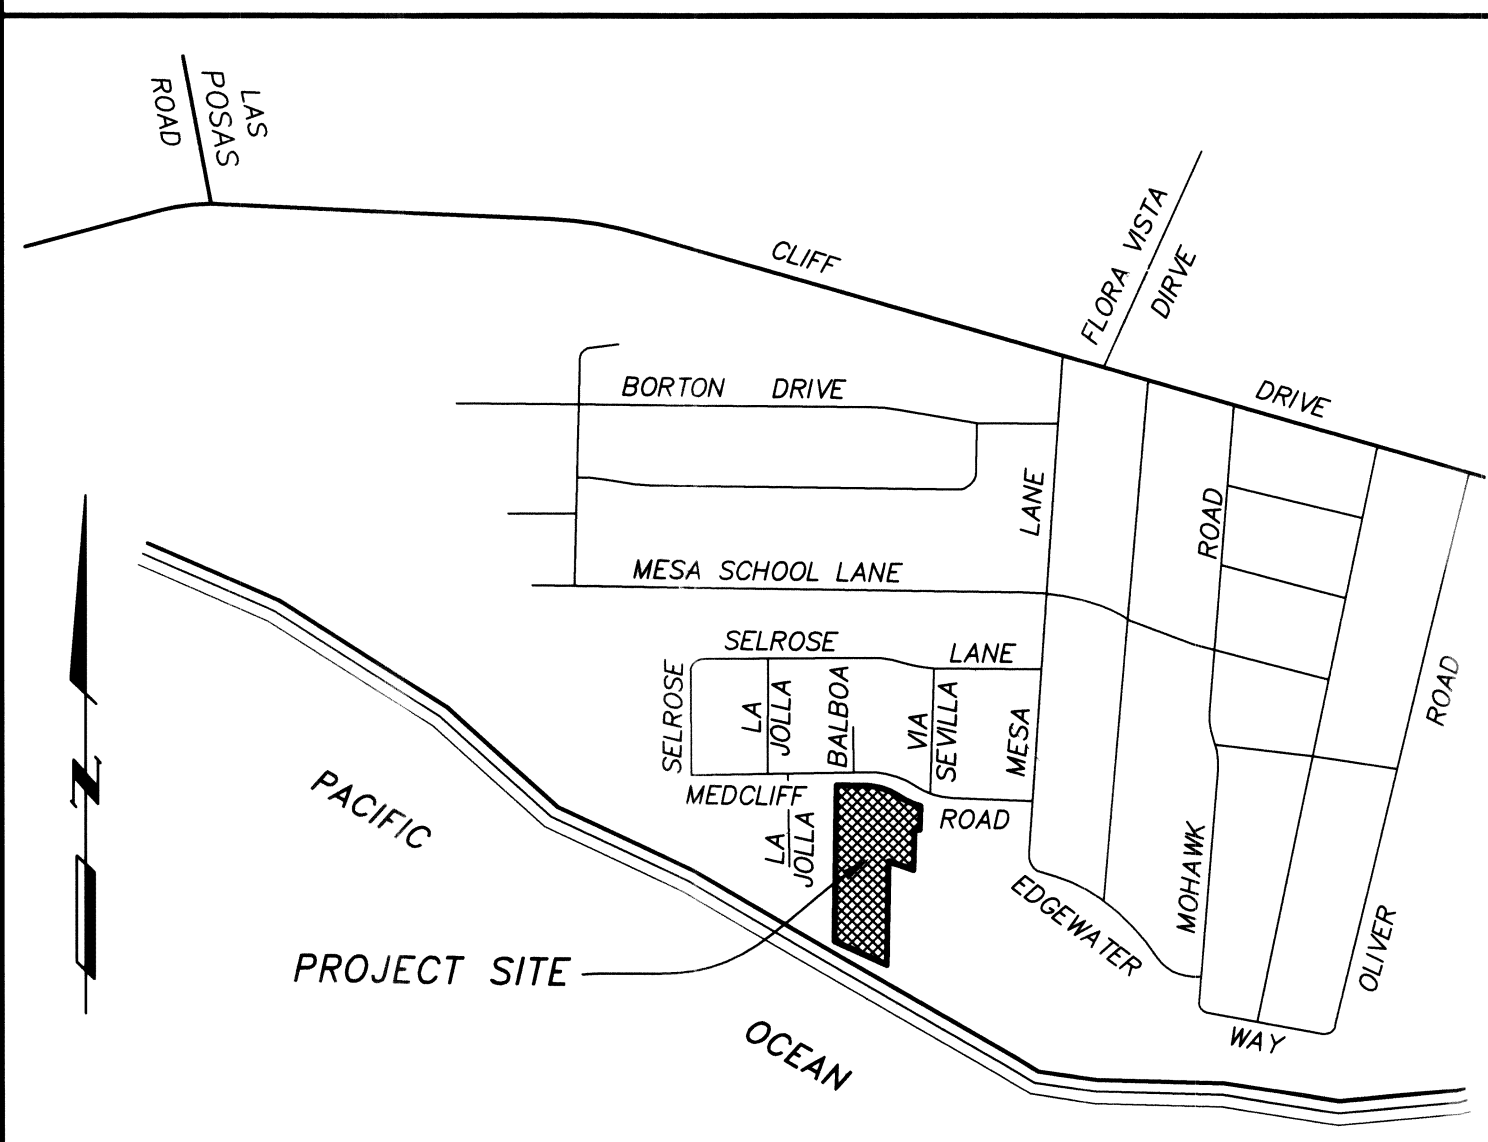 LAS
POSAS
ROAD
CLIFF
FLORA VISTA
DIRVE
DRIVE
BORTON DRIVE
LANE
ROAD
MESA SCHOOL LANE
SELROSE
LANE
SELROSE
LA
JOLLA
BALBOA
VIA
SEVILLA
MESA
ROAD
N
PACIFIC
MEDCLIFF
ROAD
LA
JOLLA
MOHAWK
EDGEWATER
OLIVER
PROJECT SITE
OCEAN
WAY